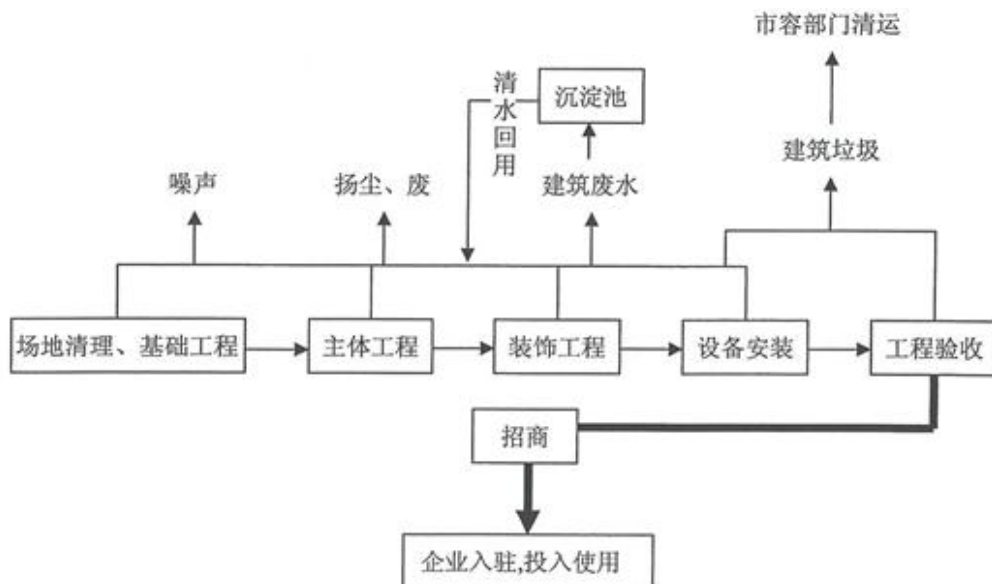 市容部门清运
清水回用
沉淀池
建筑垃圾
噪声
扬尘、废
建筑废水
场地清理、基础工程
主体工程
装饰工程
设备安装
工程验收
招商
企业入驻,投入使用